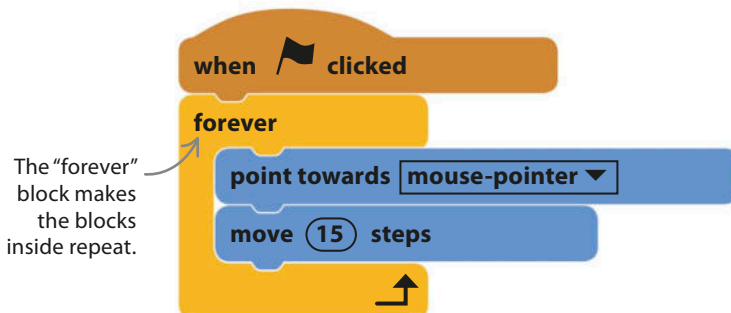 when clicked
forever
The “forever”
block makes
the blocks
inside repeat.
point towards mouse-pointer
move 15 steps